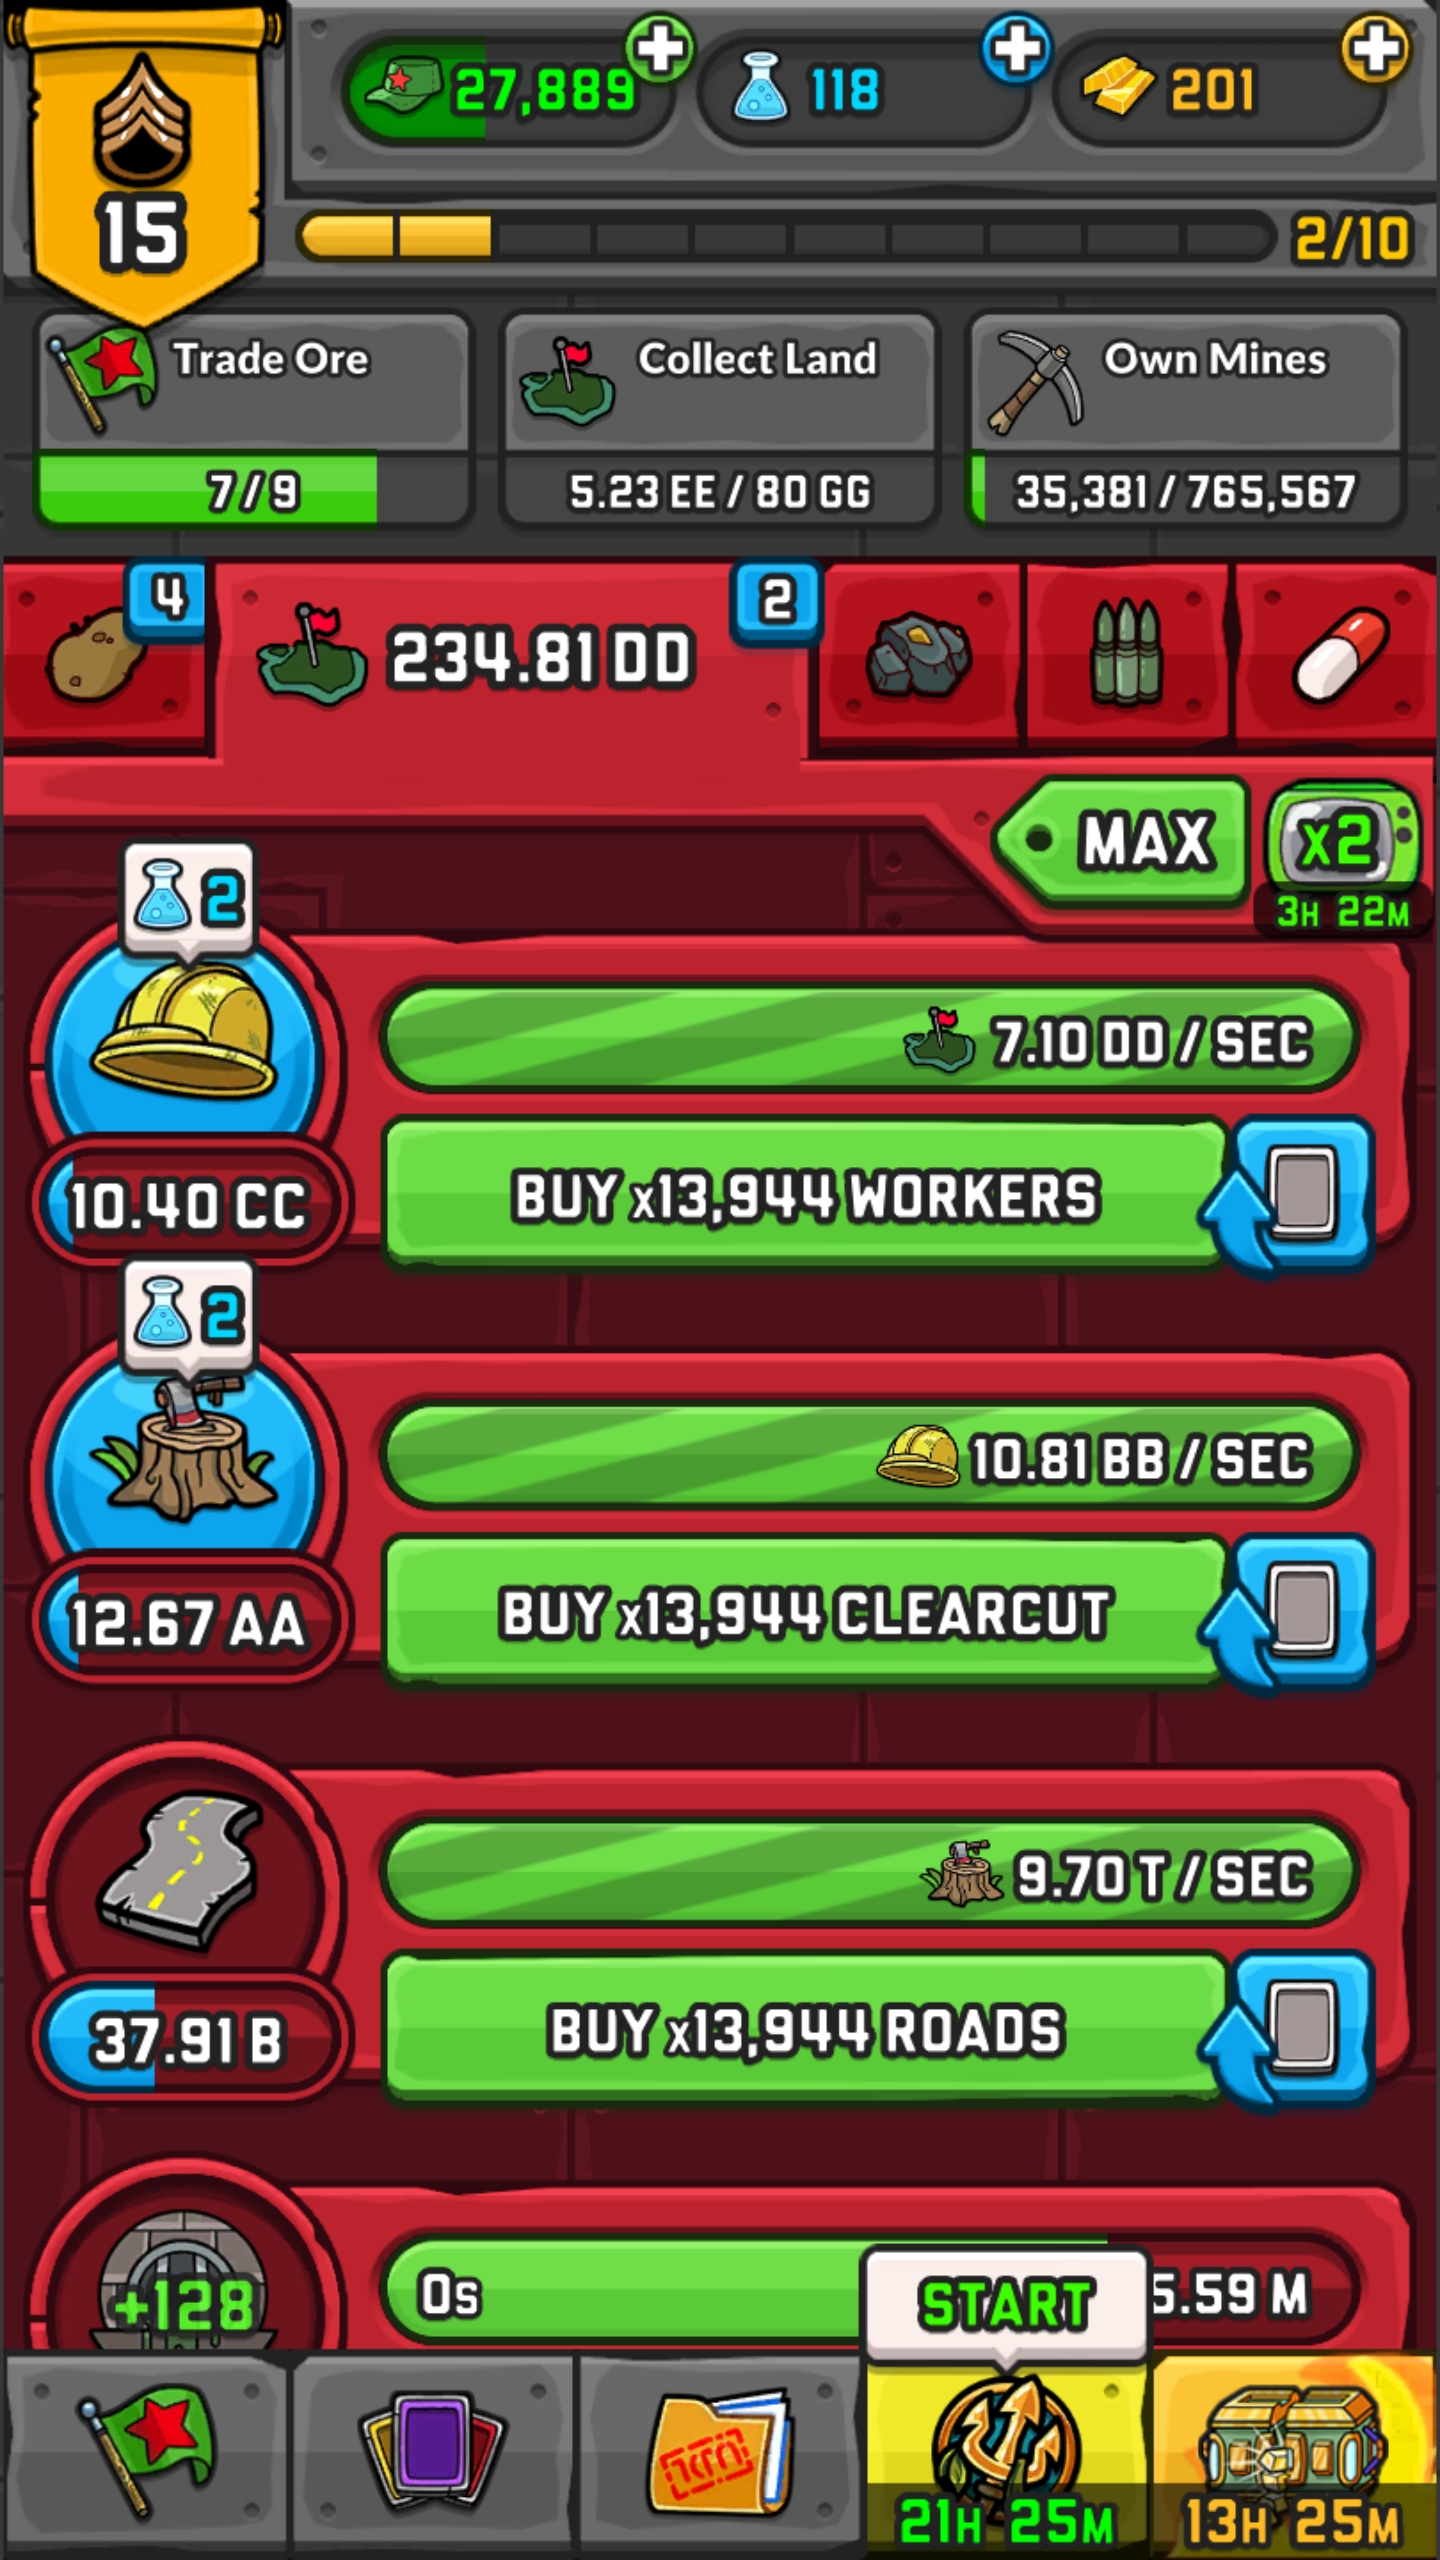 27,889
118
201
15
2/10
Trade Ore
Collect Land
Own Mines
7/9
5.23 EE / 80 GG
35,381 / 765,567
4
234.81 DD
2
MAX
x2
3H 22M
2
7.10 DD / SEC
10.40 CC
BUY x13,944 WORKERS
2
10.81 BB / SEC
12.67 AA
BUY x13,944 CLEARCUT
9.70 T / SEC
37.91 B
BUY x13,944 ROADS
+128
0s
5.59 M
START
21H 25M
13H 25M